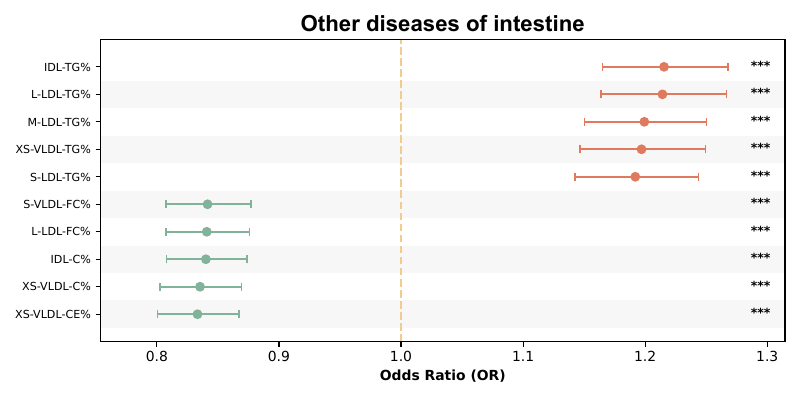 Other diseases of intestine
IDL-TG% ***
L-LDL-TG% ***
M-LDL-TG% ***
XS-VLDL-TG% ***
S-LDL-TG% ***
S-VLDL-FC% ***
L-LDL-FC% ***
IDL-C% ***
XS-VLDL-C% ***
XS-VLDL-CE% ***
0.8 0.9 1.0 1.1 1.2 1.3
Odds Ratio (OR)